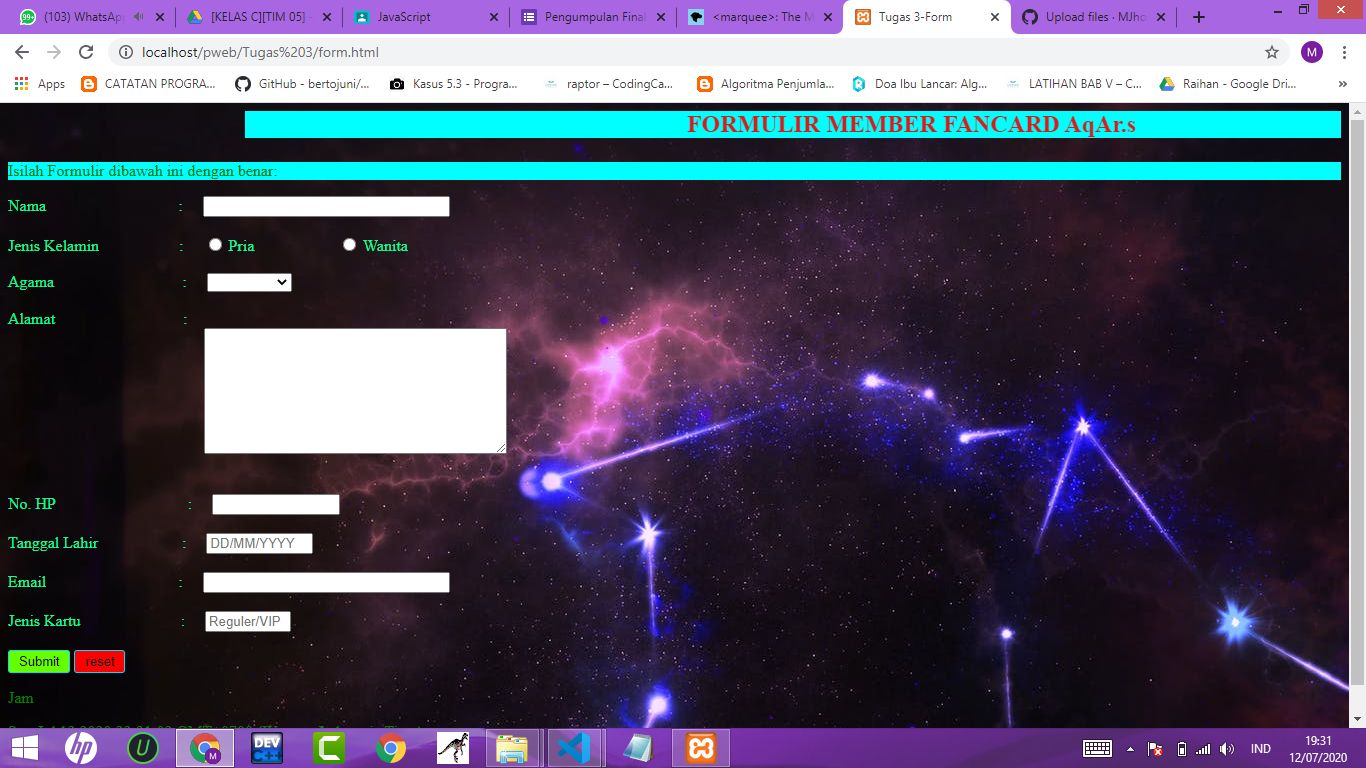 (103) WhatsAp
[KELAS C][TIM 05]
JavaScript
Pengumpulan Final
<marquee>: The M
Tugas 3-Form
Upload files · MJho
localhost/pweb/Tugas%203/form.html
M
Apps
CATATAN PROGRA...
GitHub - bertojuni/...
Kasus 5.3 - Progra...
raptor – CodingCa...
Algoritma Penjumla...
Doa Ibu Lancar: Alg...
LATIHAN BAB V – C...
Raihan - Google Dri...
FORMULIR MEMBER FANCARD AqAr.s
Isilah Formulir dibawah ini dengan benar:
Nama :
Jenis Kelamin : Pria Wanita
Agama :
Alamat :
No. HP :
Tanggal Lahir : DD/MM/YYYY
Email :
Jenis Kartu : Reguler/VIP
Submit reset
Jam
hp
U
M
DEV C++
C
IND
19:31
12/07/2020